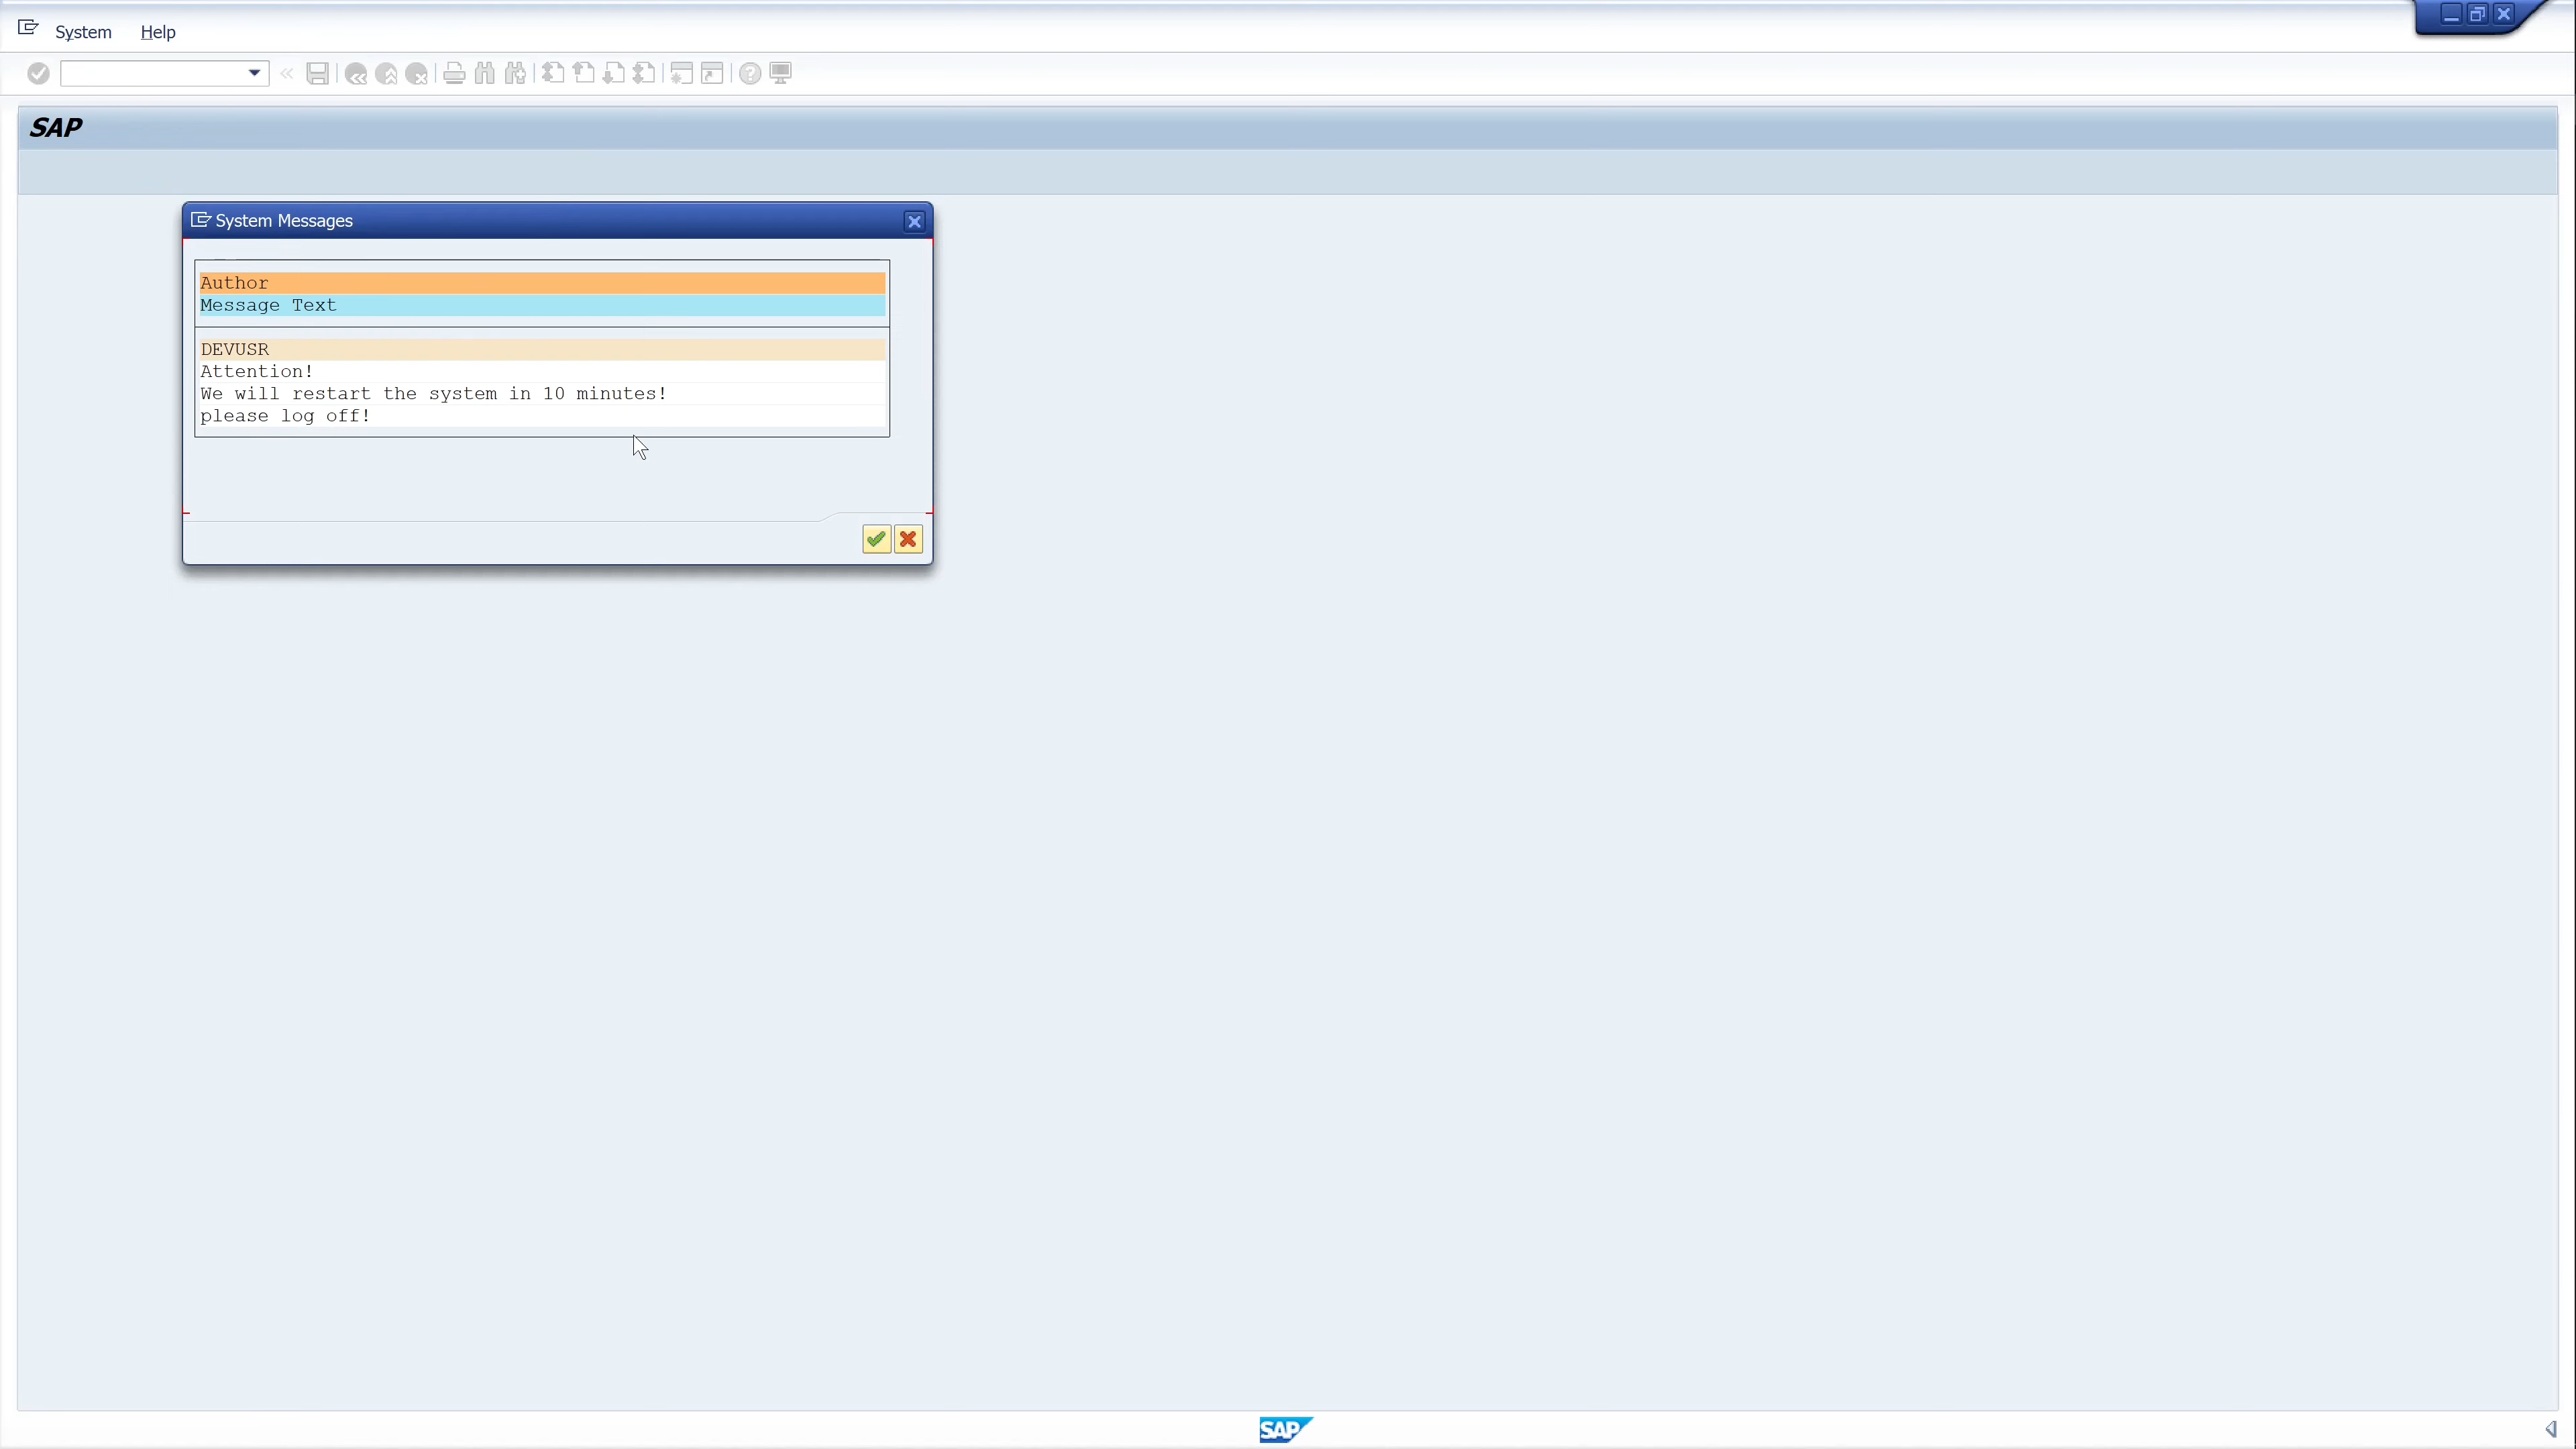 System Help
SAP
System Messages
Author
Message Text
DEVUSR
Attention!
We will restart the system in 10 minutes!
please log off!
SAP